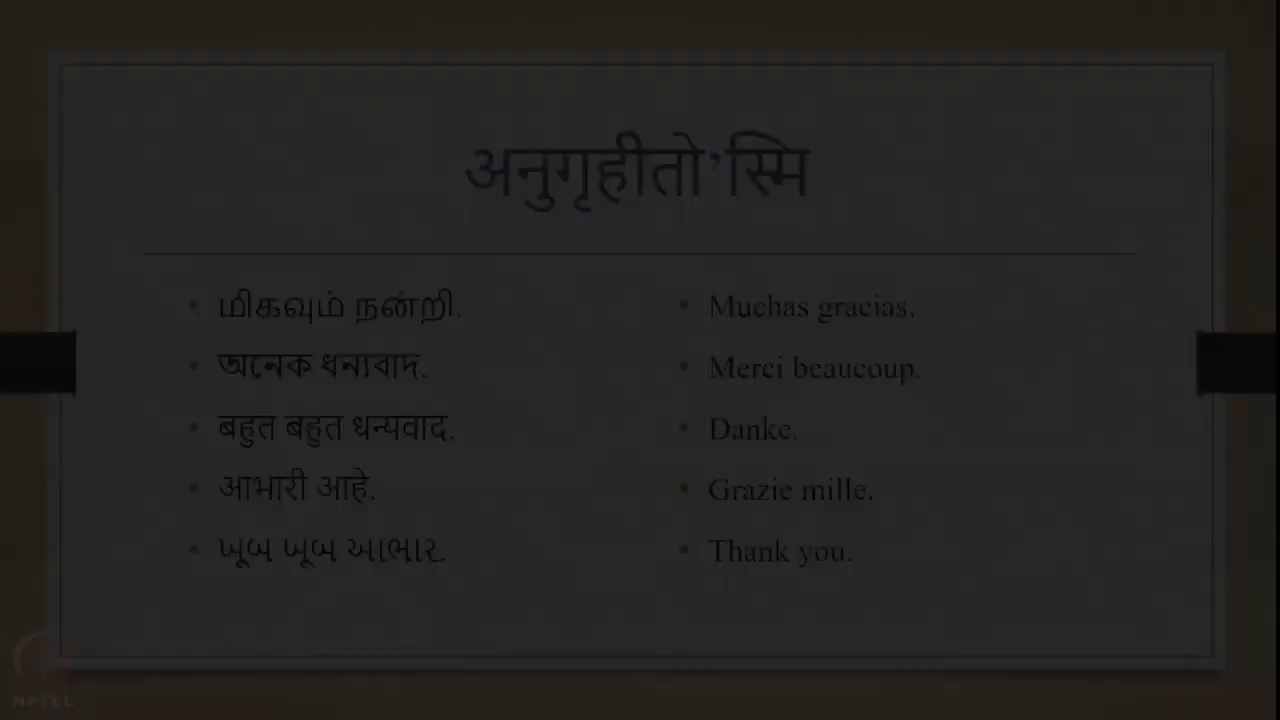 अनुगृहीतो’स्मि
மிகவும் நன்றி.
অনেক ধন্যবাদ.
बहुत बहुत धन्यवाद.
आभारी आहे.
ખૂબ ખૂબ આભાર.
Muchas gracias.
Merci beaucoup.
Danke.
Grazie mille.
Thank you.
NPTEL